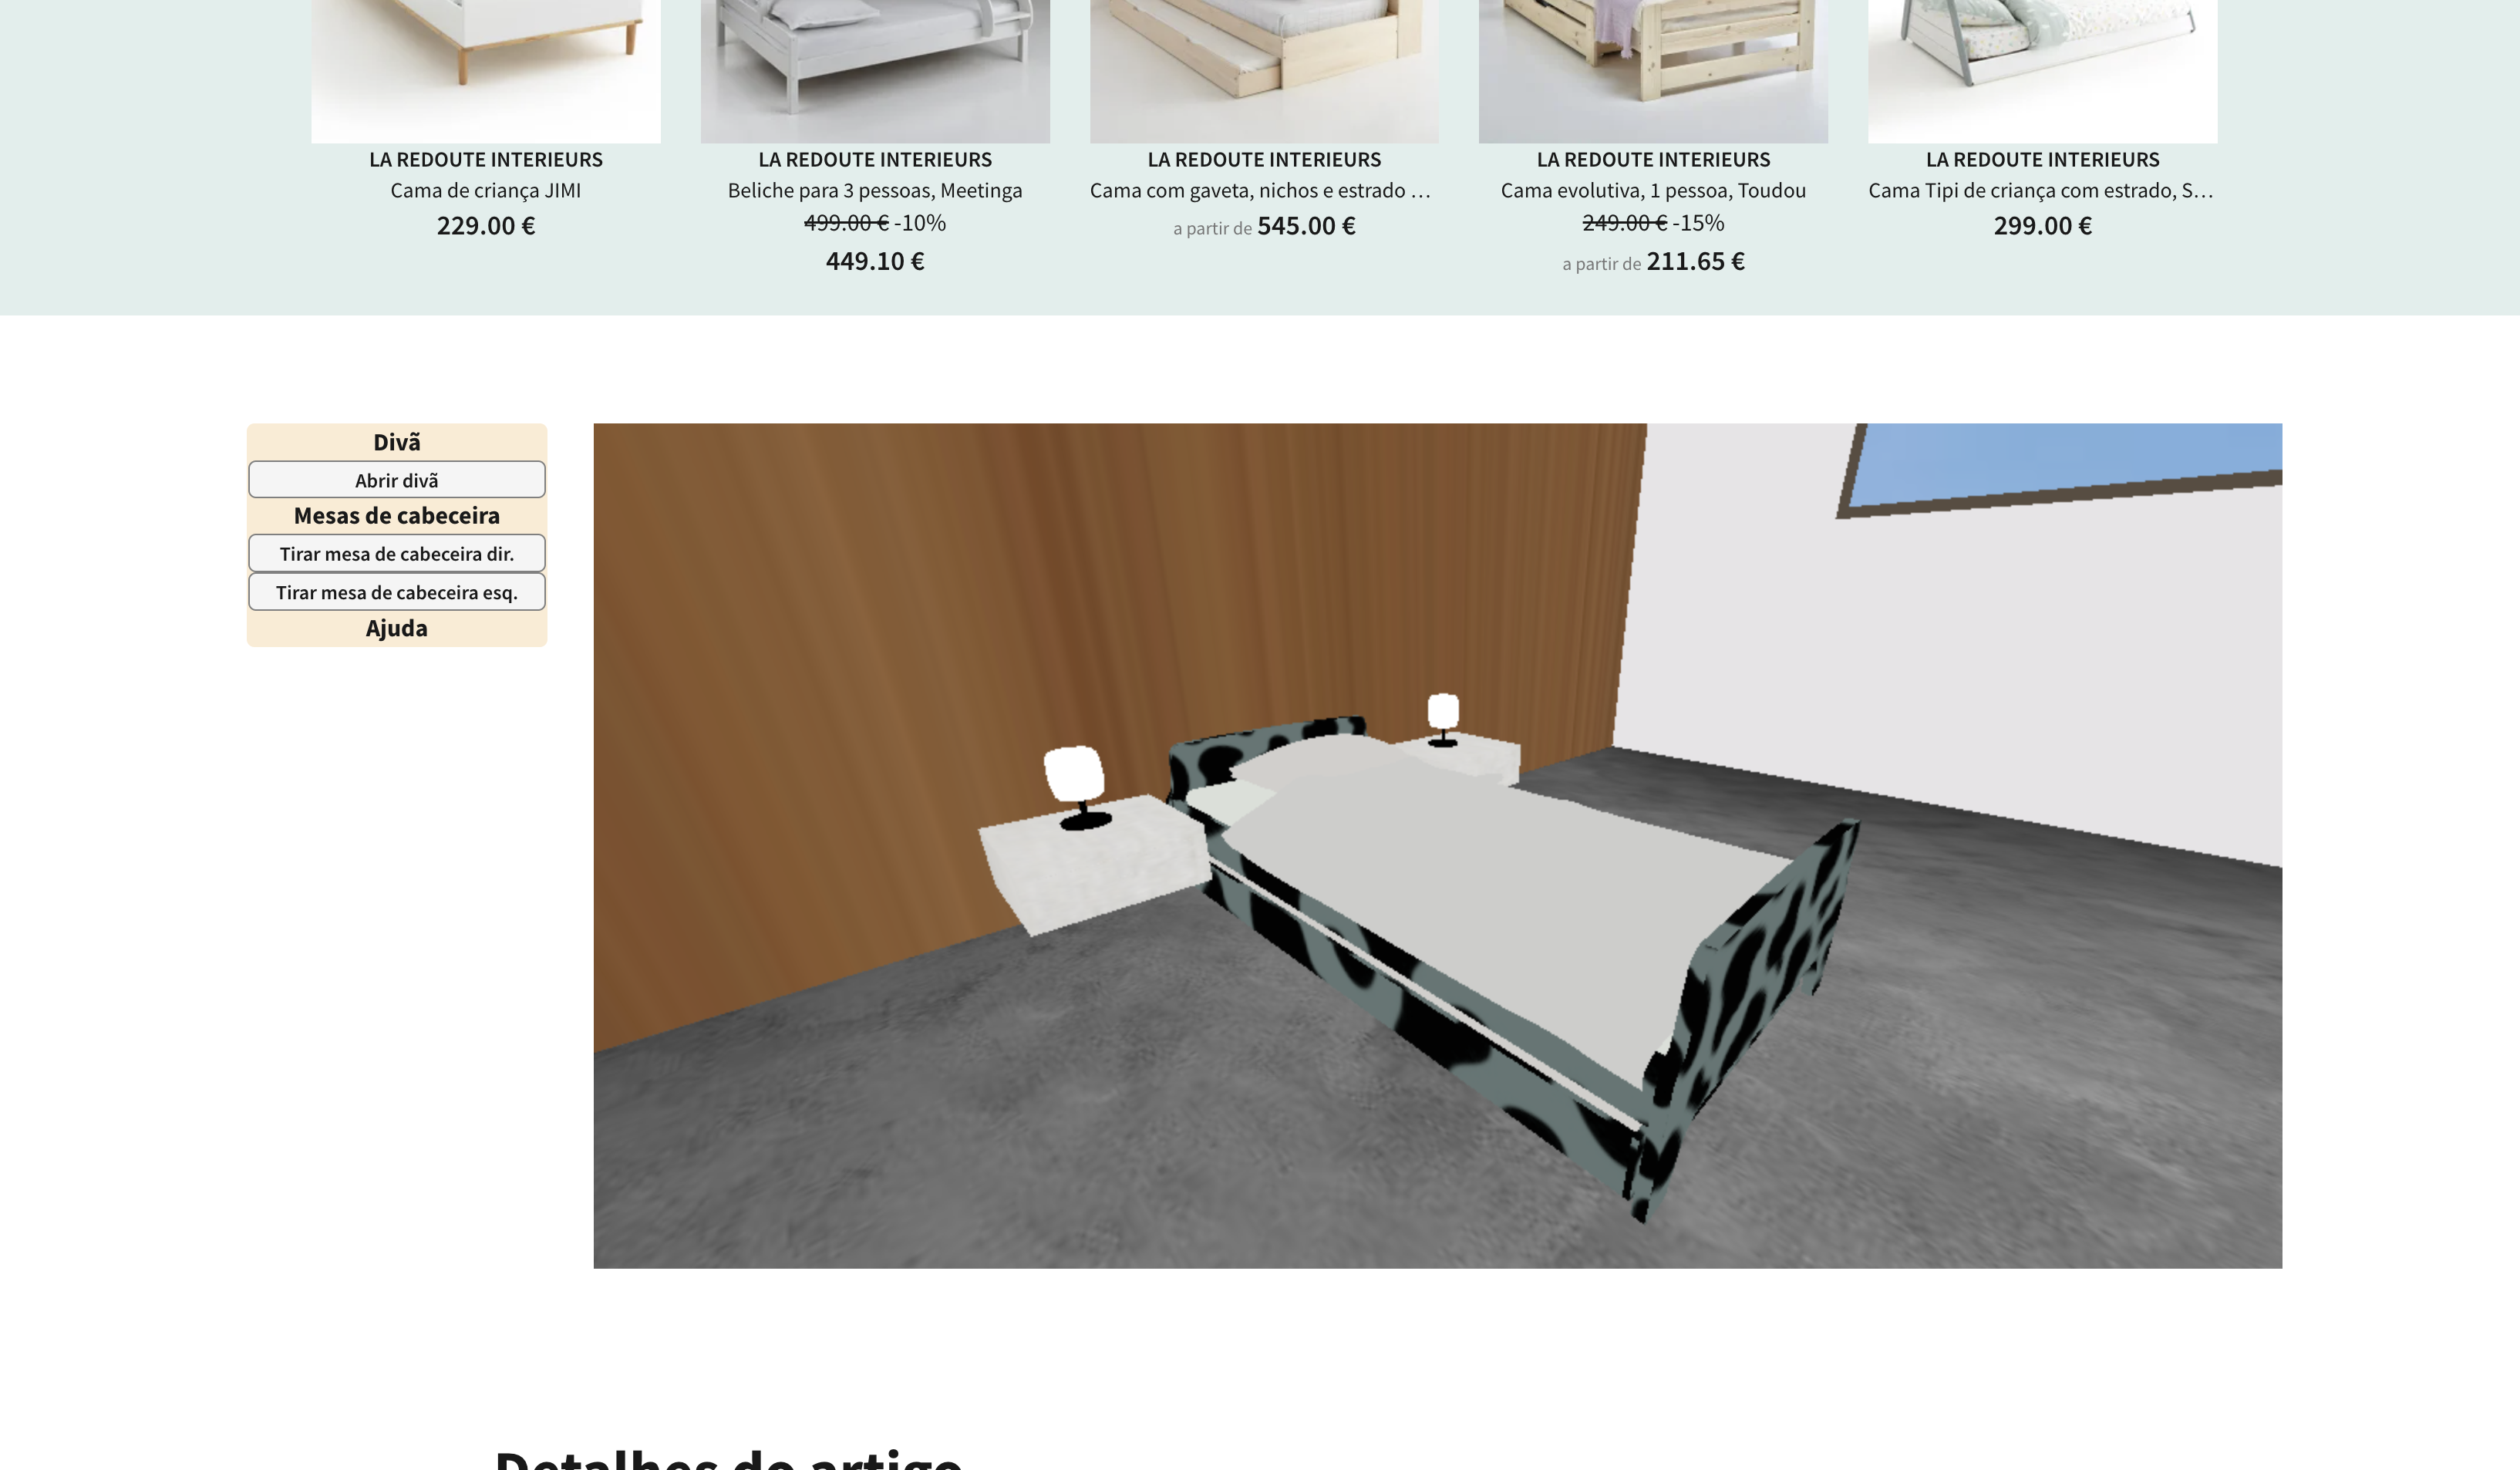 LA REDOUTE INTERIEURS
Cama de criança JIMI
229.00 €
LA REDOUTE INTERIEURS
Beliche para 3 pessoas, Meetinga
499.00 € -10%
449.10 €
LA REDOUTE INTERIEURS
Cama com gaveta, nichos e estrado …
a partir de 545.00 €
LA REDOUTE INTERIEURS
Cama evolutiva, 1 pessoa, Toudou
249.00 € -15%
a partir de 211.65 €
LA REDOUTE INTERIEURS
Cama Tipi de criança com estrado, S…
299.00 €
Divã
Abrir divã
Mesas de cabeceira
Tirar mesa de cabeceira dir.
Tirar mesa de cabeceira esq.
Ajuda
Detalhes do artigo